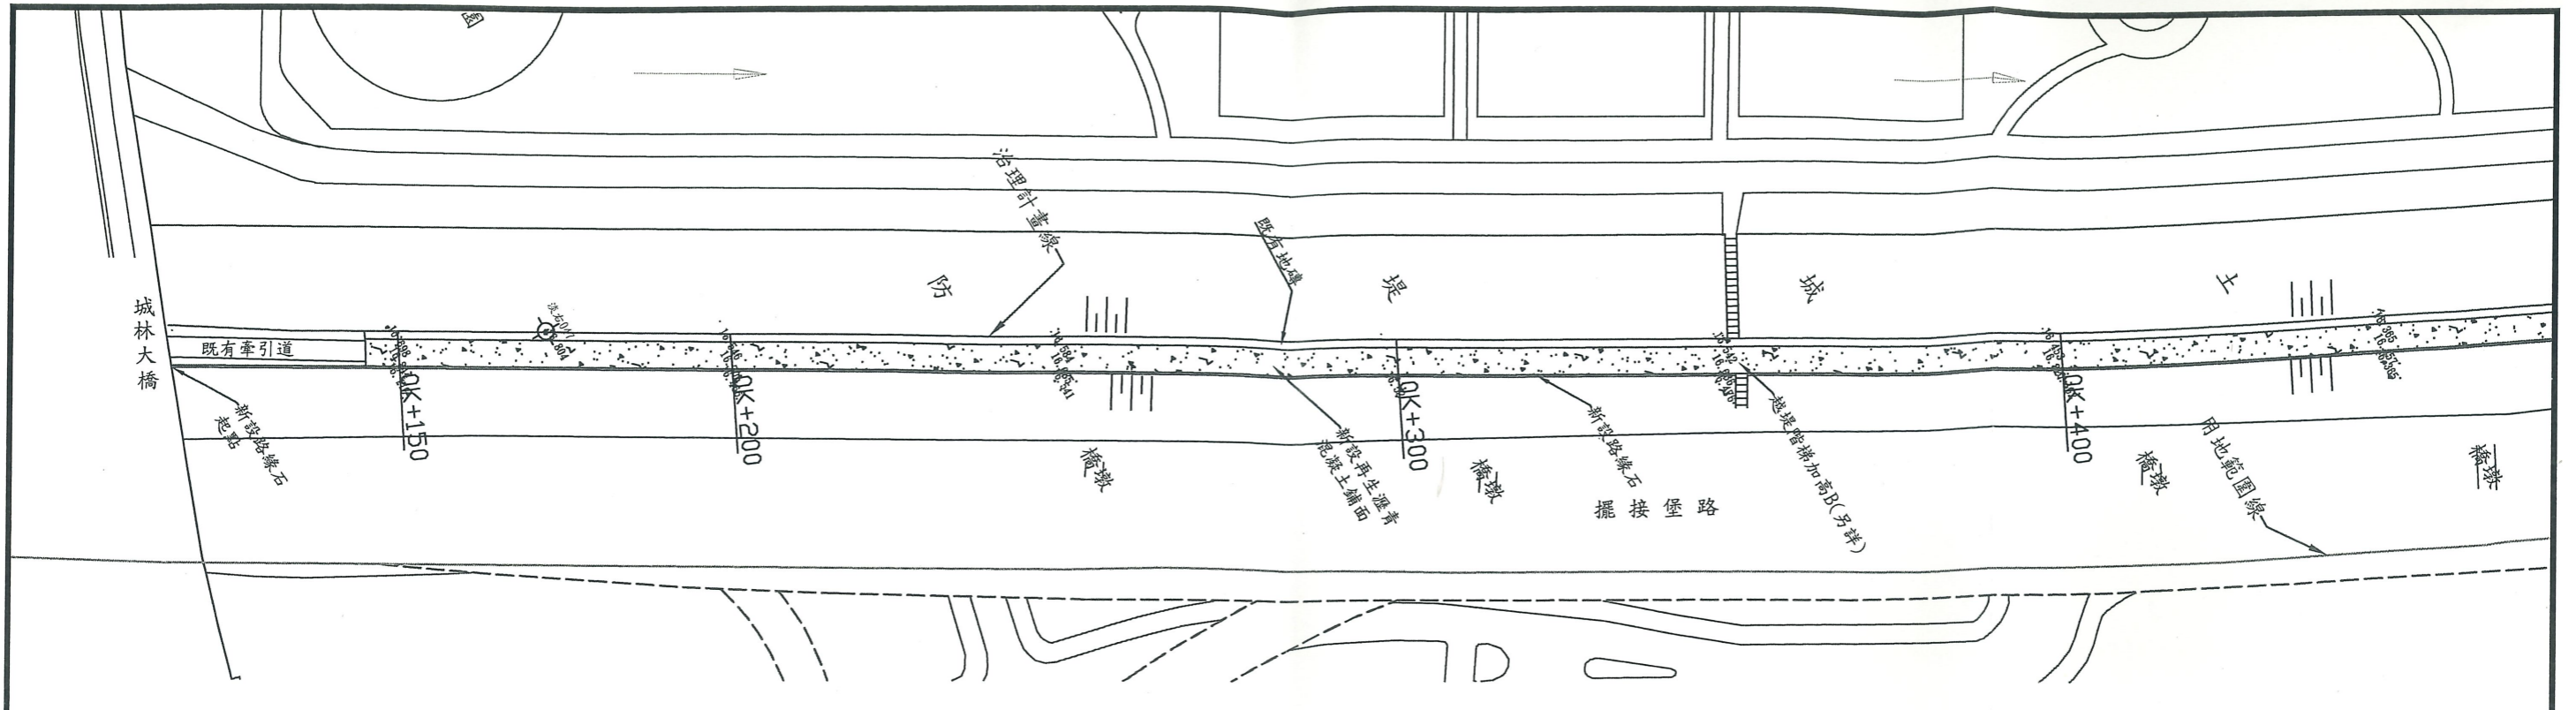 園
治理計畫線
既有地磚
防
堤
城
土
城林大橋
既有牽引道
0K+150
0K+200
0K+300
0K+400
新設路緣石
起點
橋墩
新設再生瀝青
混凝土鋪面
橋墩
新設路緣石
擺接堡路
越堤階梯加高B(另詳)
橋墩
用地範圍線
橋墩